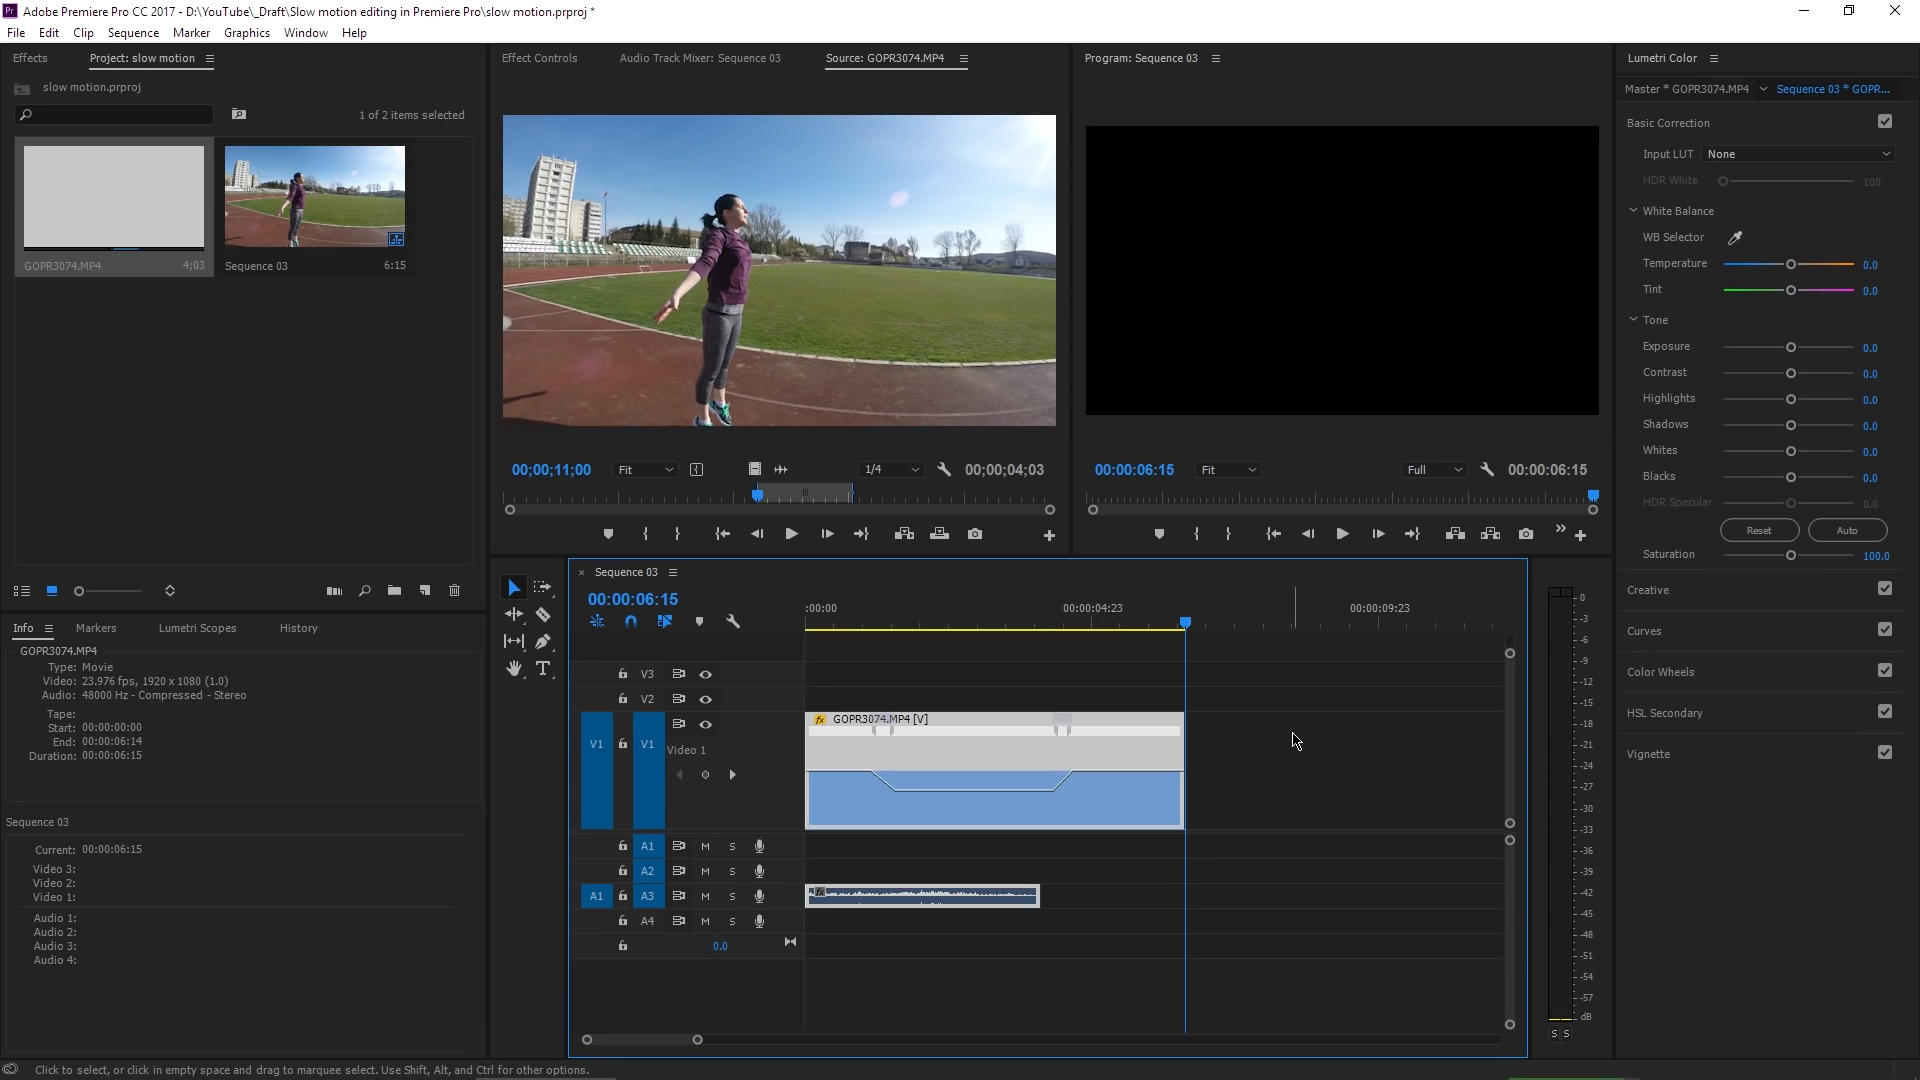 Adobe Premiere Pro CC 2017 - D:\YouTube\_Draft\Slow motion editing in Premiere Pro\slow motion.prproj *
File Edit Clip Sequence Marker Graphics Window Help
Effects Project: slow motion
slow motion.prproj
1 of 2 items selected
GOPR3074.MP4 4;03
Sequence 03 6:15
Effect Controls Audio Track Mixer: Sequence 03 Source: GOPR3074.MP4
00;00;11;00 Fit 1/4 00;00;04;03
Program: Sequence 03
00:00:06:15 Fit Full 00:00:06:15
Lumetri Color
Master * GOPR3074.MP4 Sequence 03 * GOPR...
Basic Correction
Input LUT None
HDR White 100
White Balance
WB Selector
Temperature 0.0
Tint 0.0
Tone
Exposure 0.0
Contrast 0.0
Highlights 0.0
Shadows 0.0
Whites 0.0
Blacks 0.0
HDR Specular 0.0
Reset Auto
Saturation 100.0
Creative
Curves
Color Wheels
HSL Secondary
Vignette
Info Markers Lumetri Scopes History
GOPR3074.MP4
Type: Movie
Video: 23.976 fps, 1920 x 1080 (1.0)
Audio: 48000 Hz - Compressed - Stereo
Tape:
Start: 00:00:00:00
End: 00:00:06:14
Duration: 00:00:06:15
Sequence 03
Current: 00:00:06:15
Video 3:
Video 2:
Video 1:
Audio 1:
Audio 2:
Audio 3:
Audio 4:
× Sequence 03
00:00:06:15
:00:00 00:00:04:23 00:00:09:23
V3
V2
V1 V1 Video 1
fx GOPR3074.MP4 [V]
A1 M S
A2 M S
A1 A3 M S fx
A4 M S
0.0
0
-3
-6
-9
-12
-15
-18
-21
-24
-27
-30
-33
-36
-39
-42
-45
-48
-51
-54
-57
dB
S S
Click to select, or click in empty space and drag to marquee select. Use Shift, Alt, and Ctrl for other options.